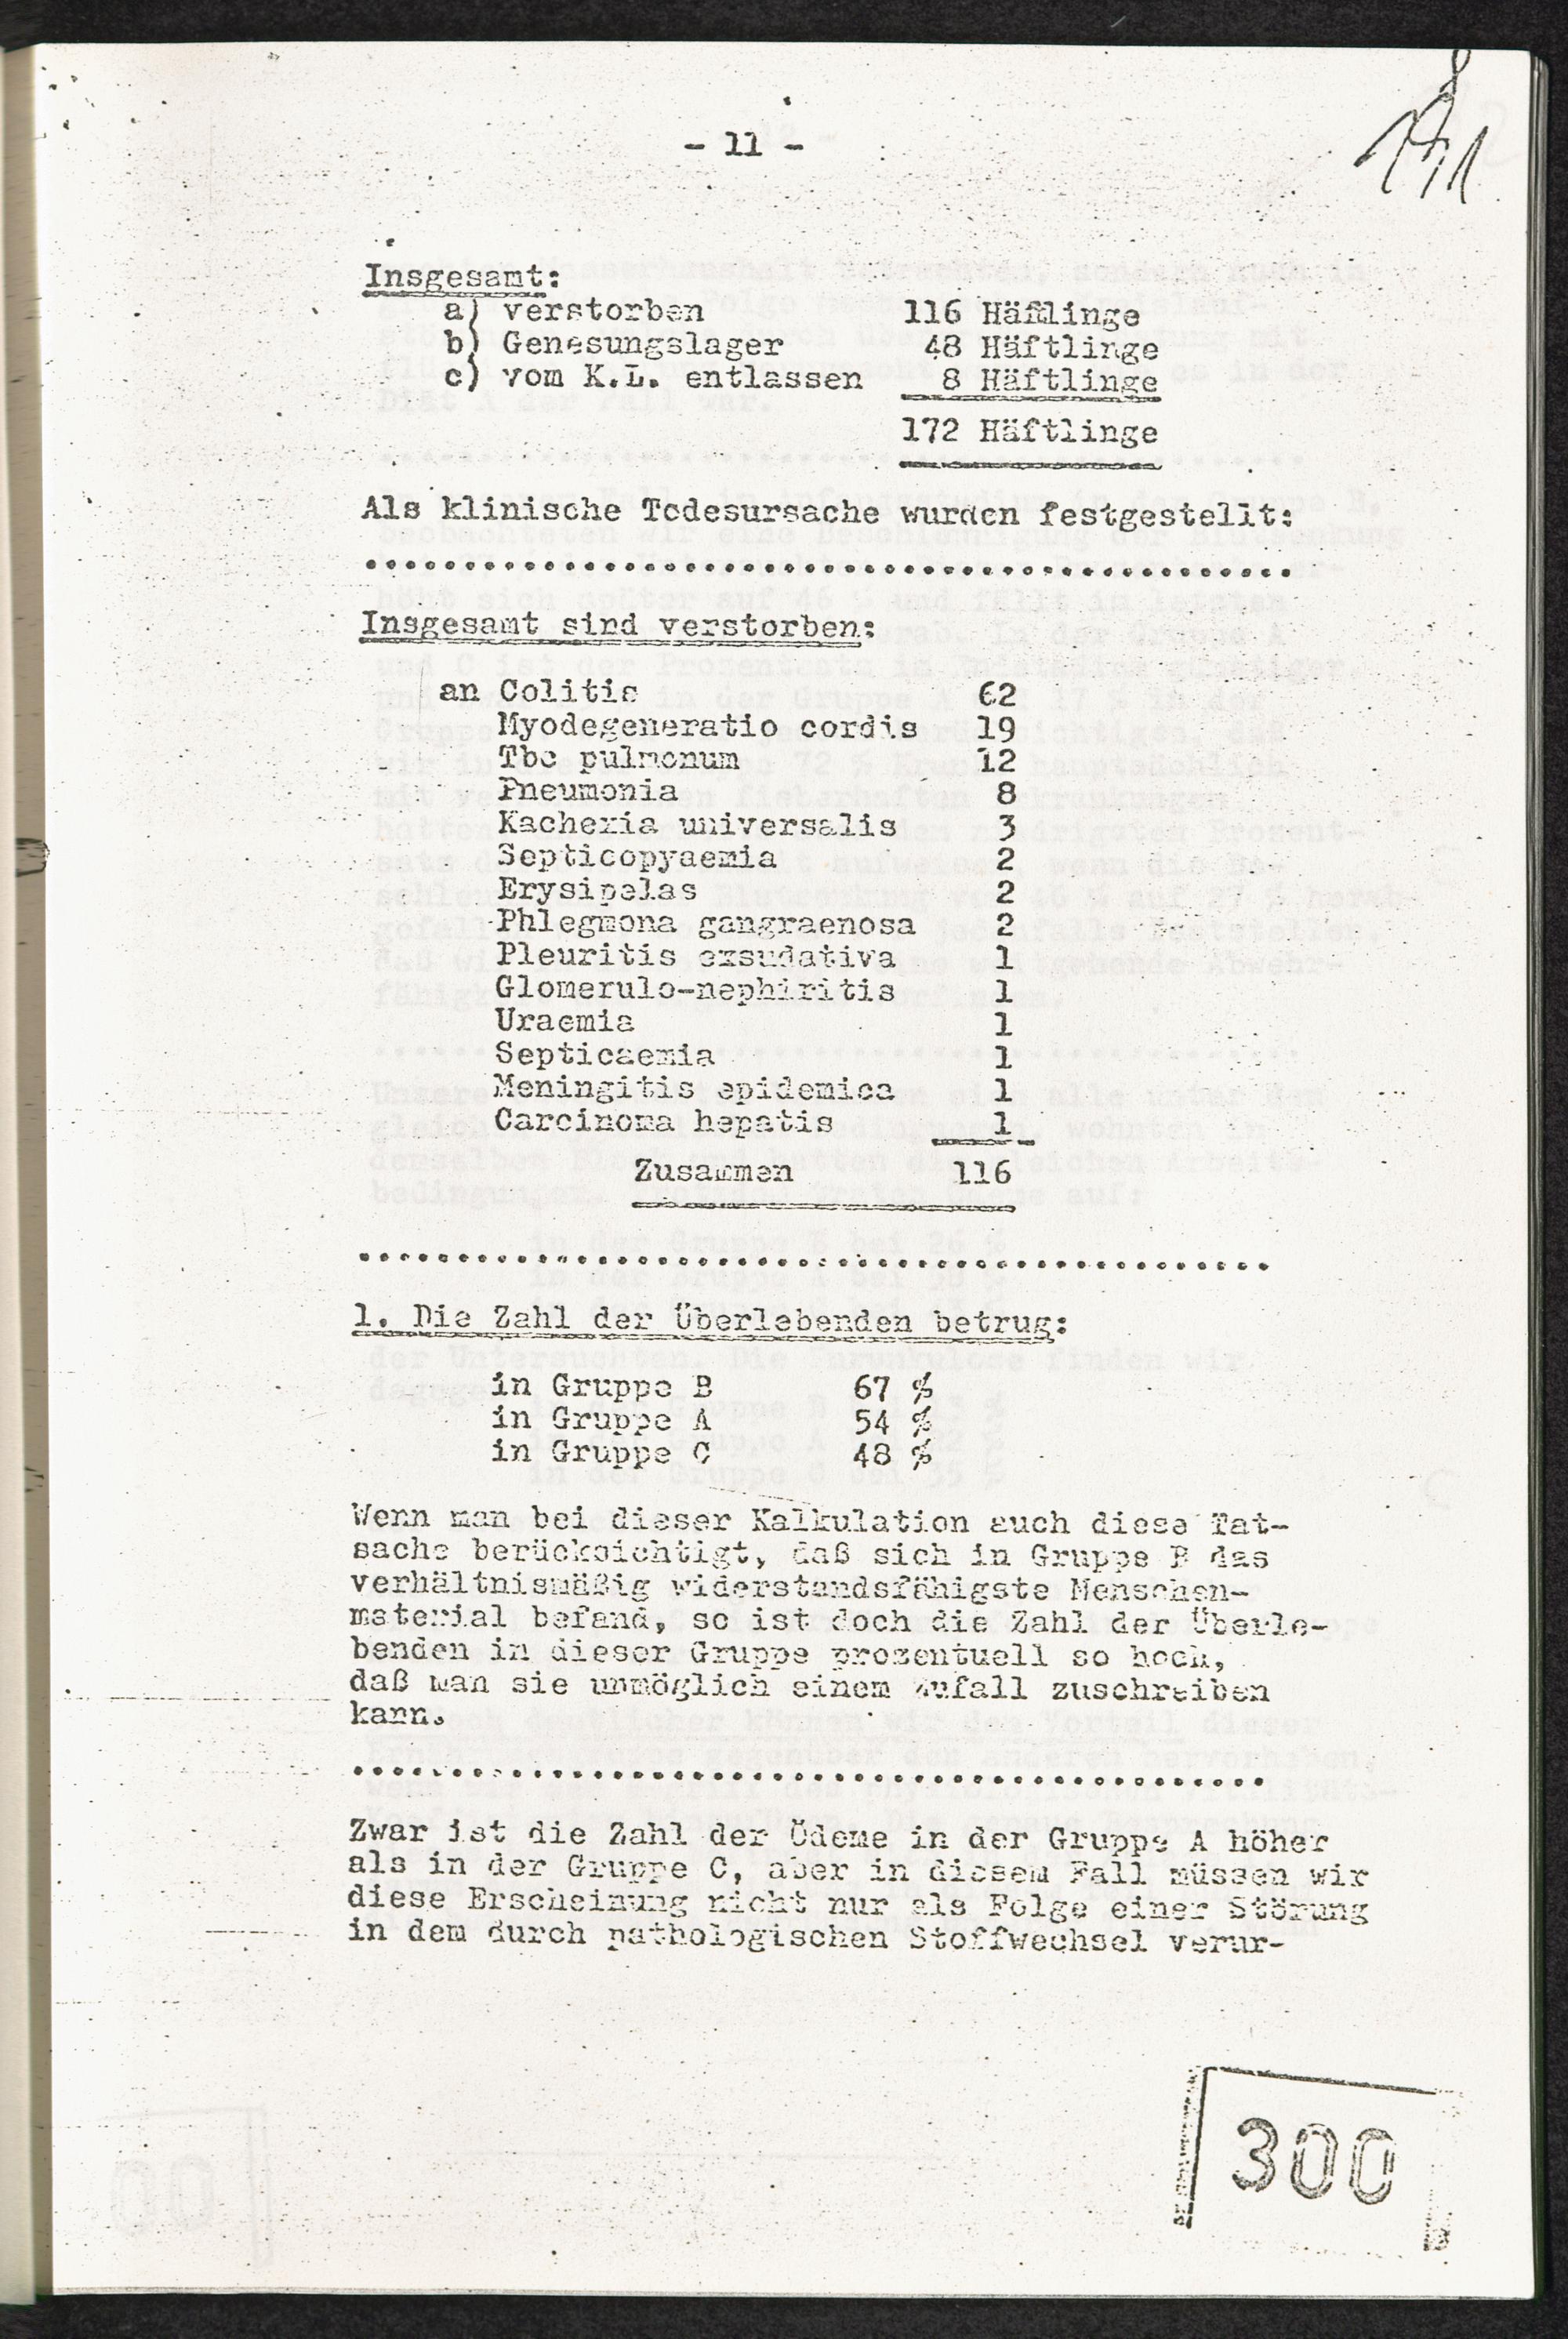 - 11 -
Insgesamt:
a) verstorben 116 Häftlinge
b) Genesungslager 48 Häftlinge
c) vom K.L. entlassen 8 Häftlinge
172 Häftlinge
Als klinische Todesursache wurden festgestellt:
Insgesamt sind verstorben:
an Colitis 62
Myodegeneratio cordis 19
Tbc pulmonum 12
Pneumonia 8
Kachexia universalis 3
Septicopyaemia 2
Erysipelas 2
Phlegmona gangraenosa 2
Pleuritis exsudativa 1
Glomerulo-nephiritis 1
Uraemia 1
Septicaemia 1
Meningitis epidemica 1
Carcinoma hepatis 1
Zusammen 116
1. Die Zahl der Überlebenden betrug:
in Gruppe B 67 %
in Gruppe A 54 %
in Gruppe C 48 %
Wenn man bei dieser Kalkulation auch diese Tat-
sache berücksichtigt, daß sich in Gruppe B das
verhältnismäßig widerstandsfähigste Menschen-
material befand, so ist doch die Zahl der Überle-
benden in dieser Gruppe prozentuell so hoch,
daß man sie unmöglich einem Zufall zuschreiben
kann.
Zwar ist die Zahl der Ödeme in der Gruppe A höher
als in der Gruppe C, aber in diesem Fall müssen wir
diese Erscheinung nicht nur als Folge einer Störung
in dem durch pathologischen Stoffwechsel verur-
300